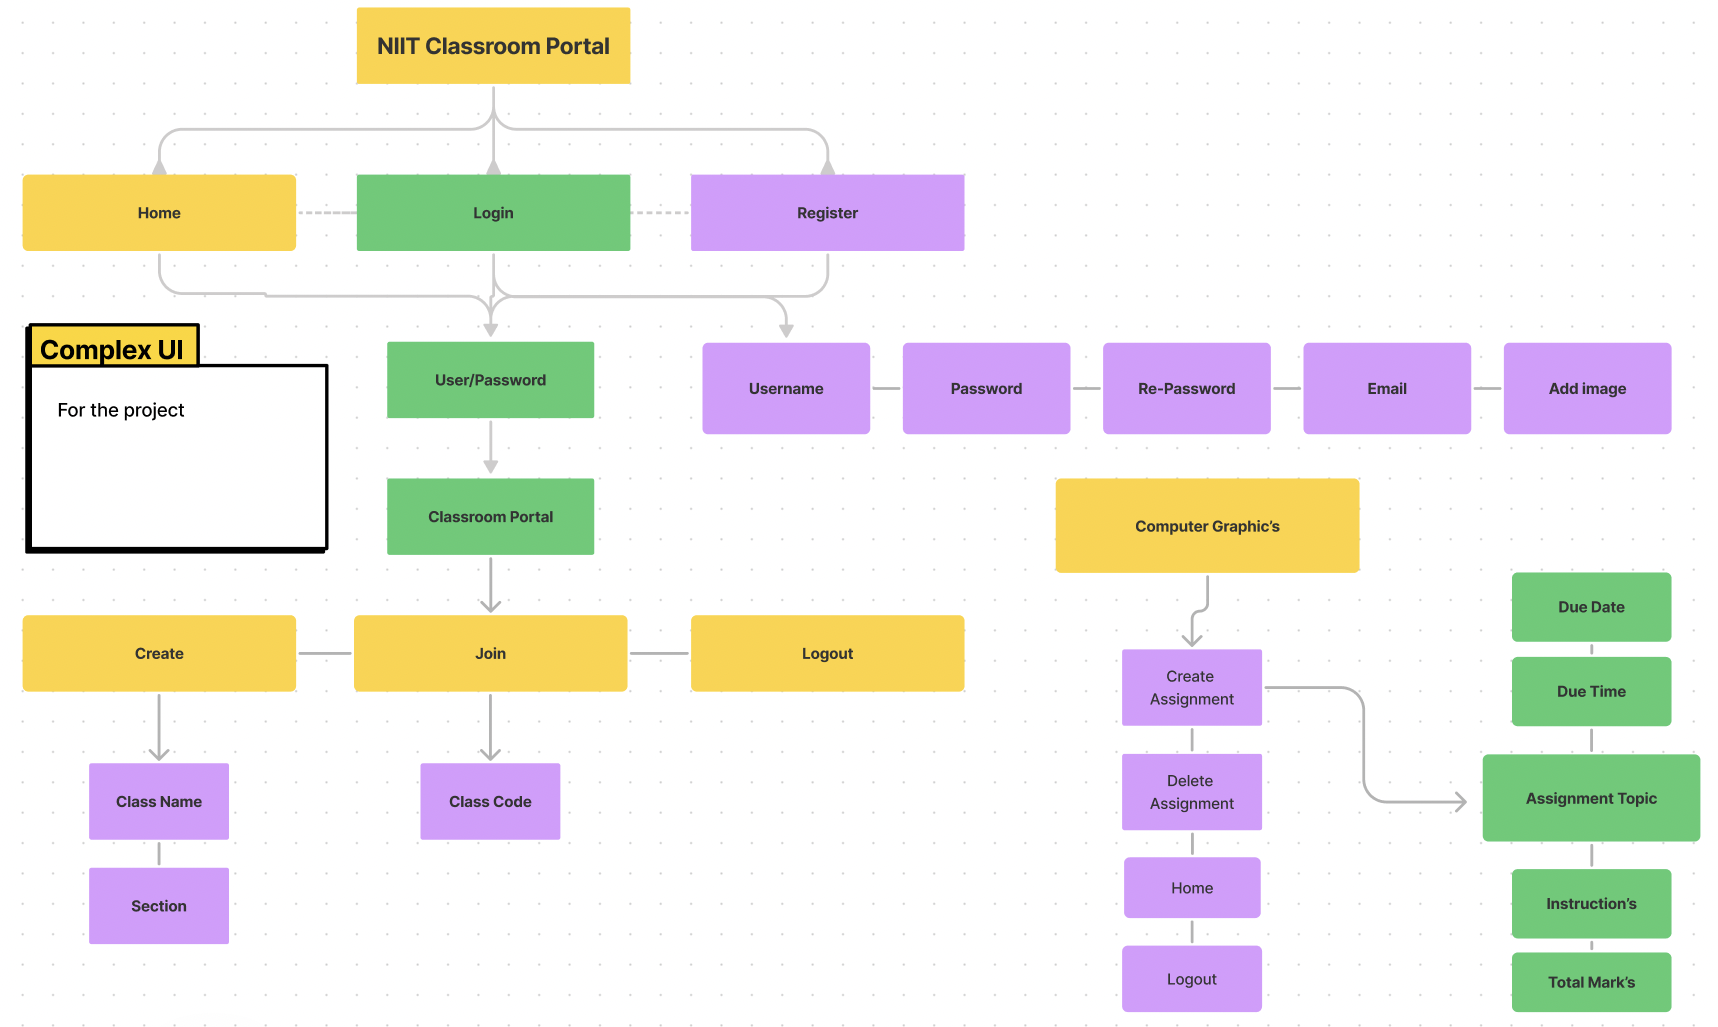 NIIT Classroom Portal
Home
Login
Register
Complex UI
For the project
User/Password
Username
Password
Re-Password
Email
Add image
Classroom Portal
Computer Graphic's
Create
Join
Logout
Class Name
Class Code
Section
Create
Assignment
Delete
Assignment
Home
Logout
Due Date
Due Time
Assignment Topic
Instruction's
Total Mark's